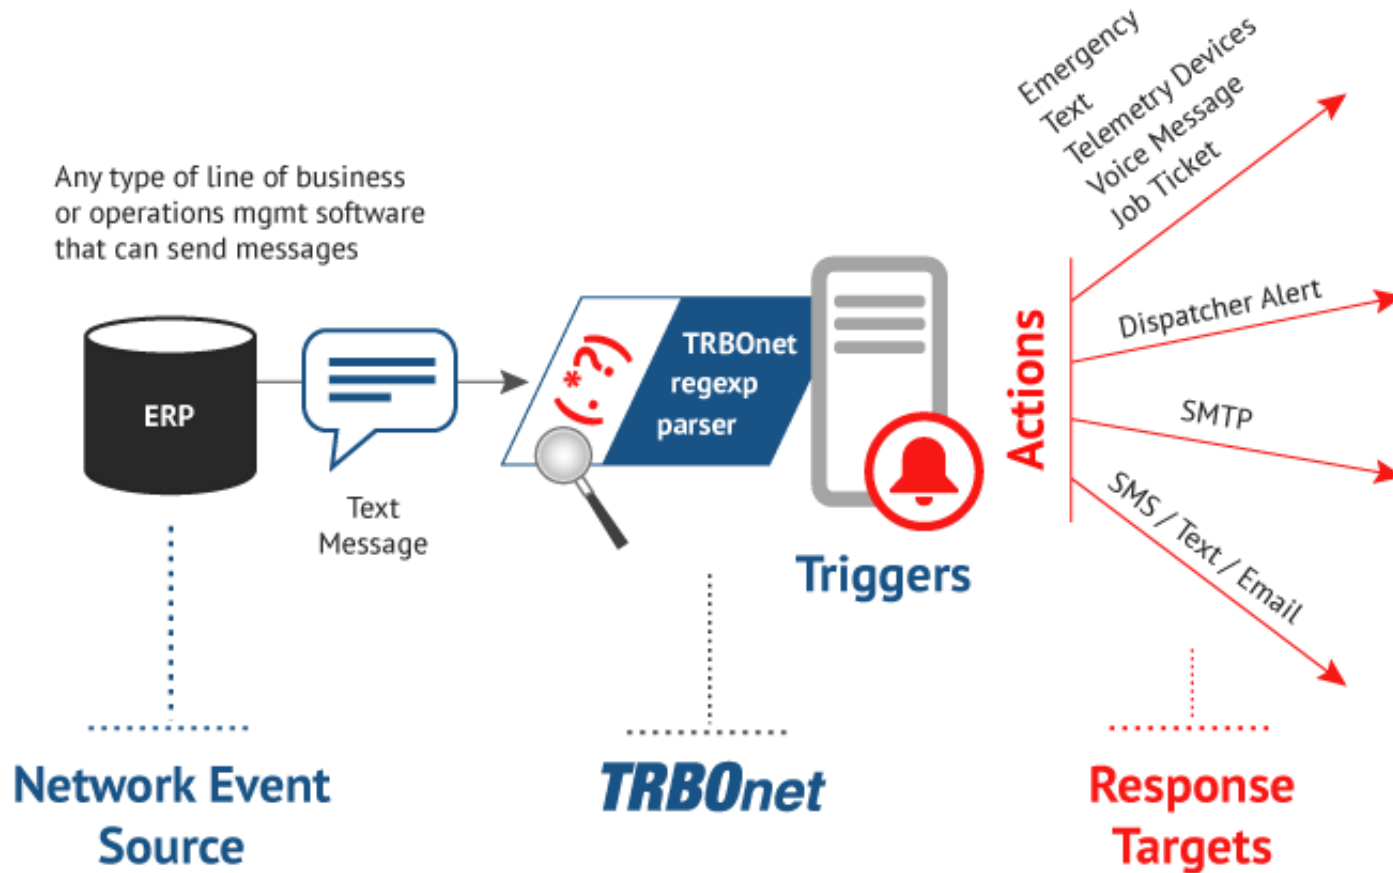 Any type of line of business
or operations mgmt software
that can send messages
ERP
Text
Message
(.*?)
TRBOnet
regexp
parser
Triggers
Actions
Emergency
Text
Telemetry Devices
Voice Message
Job Ticket
Dispatcher Alert
SMTP
SMS / Text / Email
Network Event
Source
TRBOnet
Response
Targets